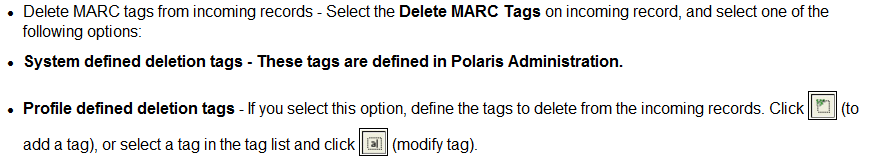 • Delete MARC tags from incoming records - Select the Delete MARC Tags on incoming record, and select one of the
following options:
• System defined deletion tags - These tags are defined in Polaris Administration.
• Profile defined deletion tags - If you select this option, define the tags to delete from the incoming records. Click (to
add a tag), or select a tag in the tag list and click a| (modify tag).